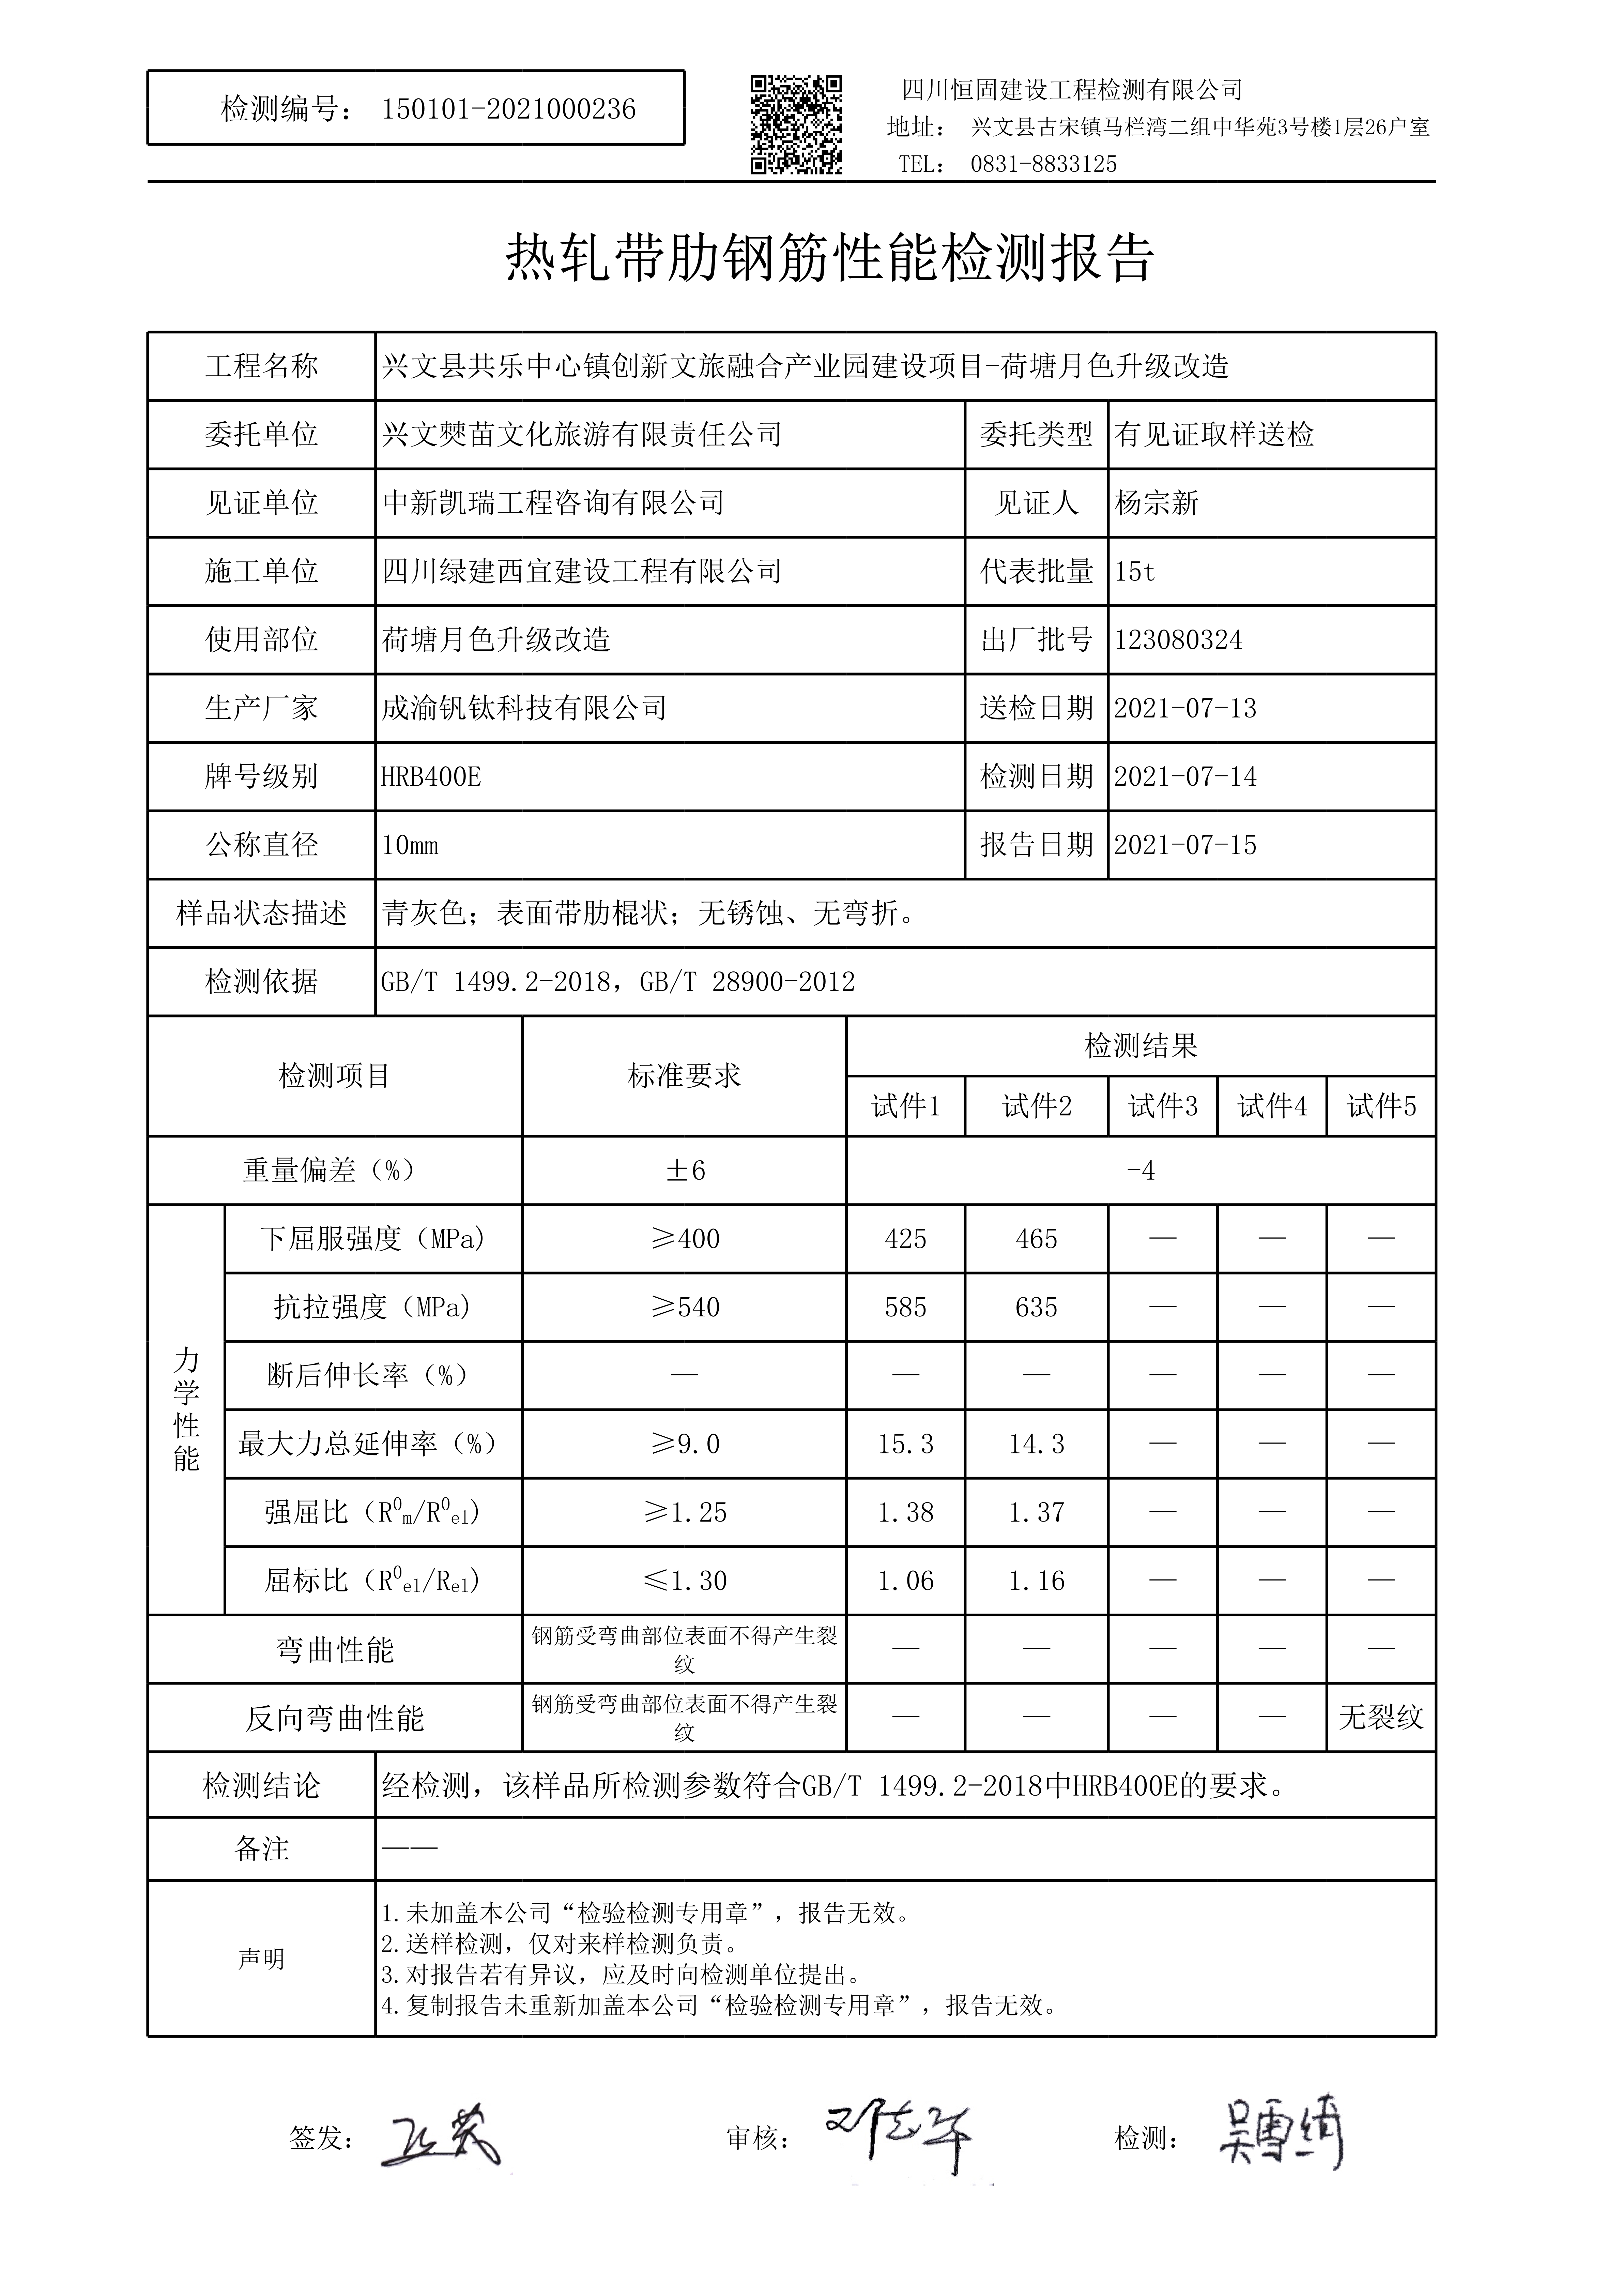 检测编号： 150101-2021000236
四川恒固建设工程检测有限公司
地址： 兴文县古宋镇马栏湾二组中华苑3号楼1层26户室
TEL： 0831-8833125
热轧带肋钢筋性能检测报告
工程名称 兴文县共乐中心镇创新文旅融合产业园建设项目-荷塘月色升级改造
委托单位 兴文僰苗文化旅游有限责任公司 委托类型 有见证取样送检
见证单位 中新凯瑞工程咨询有限公司 见证人 杨宗新
施工单位 四川绿建西宜建设工程有限公司 代表批量 15t
使用部位 荷塘月色升级改造 出厂批号 123080324
生产厂家 成渝钒钛科技有限公司 送检日期 2021-07-13
牌号级别 HRB400E 检测日期 2021-07-14
公称直径 10mm 报告日期 2021-07-15
样品状态描述 青灰色；表面带肋棍状；无锈蚀、无弯折。
检测依据 GB/T 1499.2-2018，GB/T 28900-2012
检测项目 标准要求 检测结果
试件1 试件2 试件3 试件4 试件5
重量偏差（%） ±6 -4
力学性能
下屈服强度（MPa） ≥400 425 465 — — —
抗拉强度（MPa） ≥540 585 635 — — —
断后伸长率（%） — — — — — —
最大力总延伸率（%） ≥9.0 15.3 14.3 — — —
强屈比（R⁰m/R⁰el） ≥1.25 1.38 1.37 — — —
屈标比（R⁰el/Rel） ≤1.30 1.06 1.16 — — —
弯曲性能 钢筋受弯曲部位表面不得产生裂纹 — — — — —
反向弯曲性能 钢筋受弯曲部位表面不得产生裂纹 — — — — 无裂纹
检测结论 经检测，该样品所检测参数符合GB/T 1499.2-2018中HRB400E的要求。
备注 ——
声明
1.未加盖本公司“检验检测专用章”，报告无效。
2.送样检测，仅对来样检测负责。
3.对报告若有异议，应及时向检测单位提出。
4.复制报告未重新加盖本公司“检验检测专用章”，报告无效。
签发： 审核： 检测： 吴雪绮